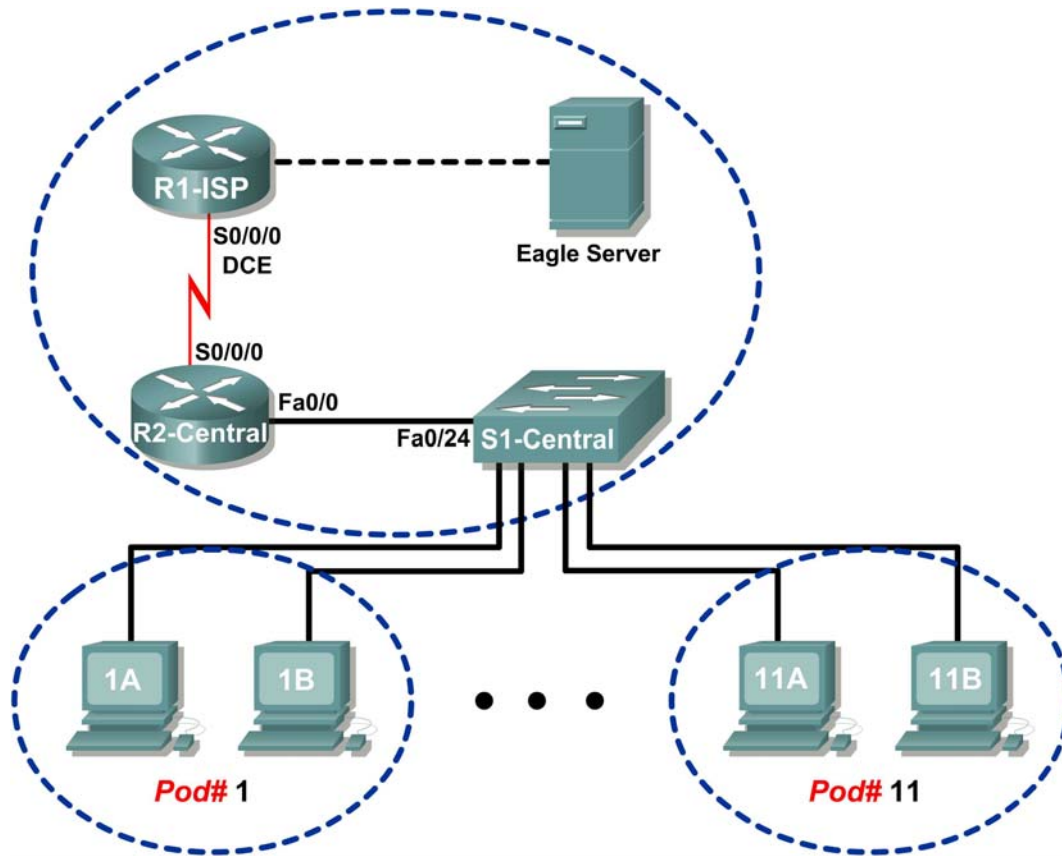 R1-ISP
S0/0/0
DCE
Eagle Server
S0/0/0
R2-Central
Fa0/0
Fa0/24
S1-Central
1A
1B
11A
11B
Pod# 1
Pod# 11